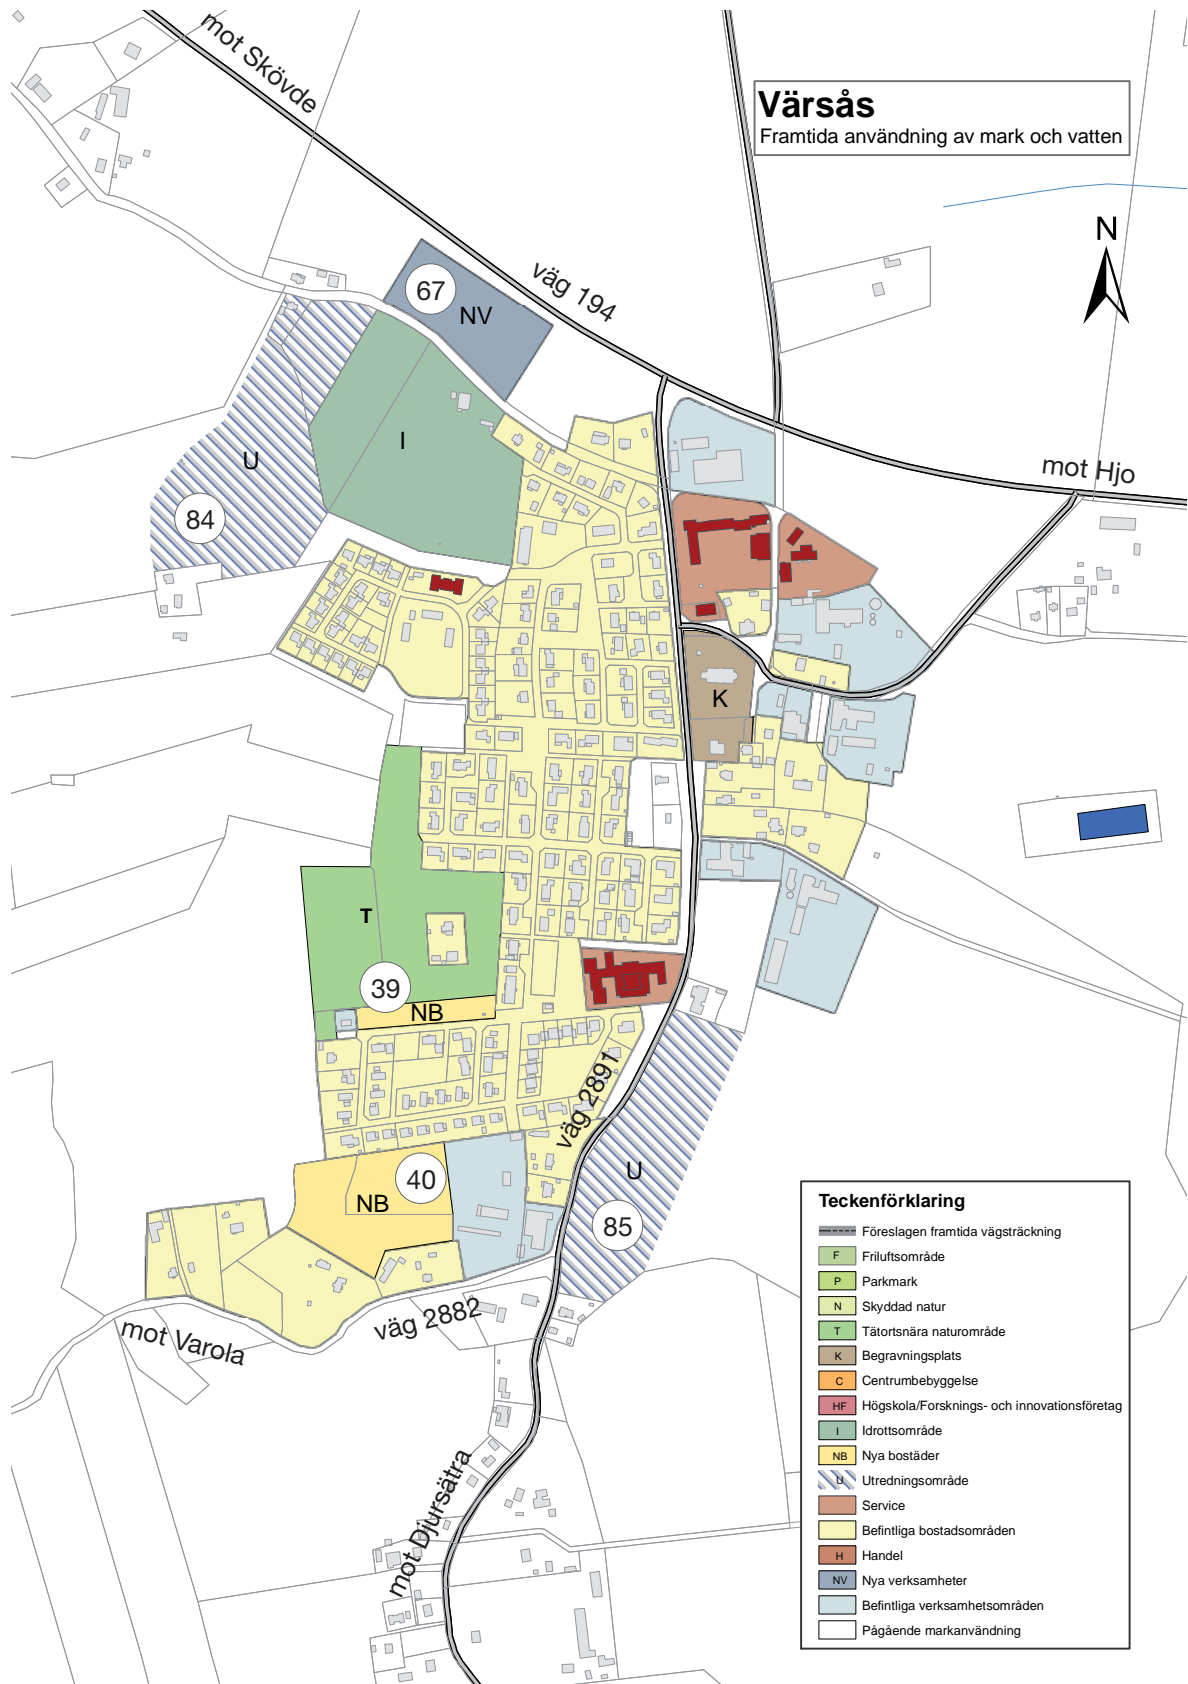 mot Skövde
Värsås
Framtida användning av mark och vatten
N
67
NV
väg 194
mot Hjo
I
U
84
K
T
39
NB
väg 2891
40
NB
U
85
väg 2882
mot Varola
mot Djursätra
Teckenförklaring
Föreslagen framtida vägsträckning
F Friluftsområde
P Parkmark
N Skyddad natur
T Tätortsnära naturområde
K Begravningsplats
C Centrumbebyggelse
HF Högskola/Forsknings- och innovationsföretag
I Idrottsområde
NB Nya bostäder
U Utredningsområde
Service
Befintliga bostadsområden
H Handel
NV Nya verksamheter
Befintliga verksamhetsområden
Pågående markanvändning